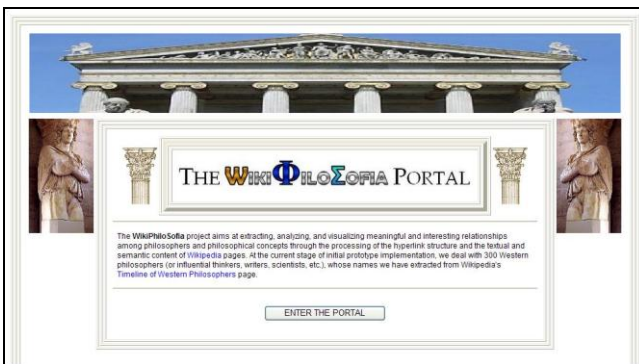 THE WIKIΦILOΣOFIA PORTAL
The WikiPhiloSofia project aims at extracting, analyzing, and visualizing meaningful and interesting relationships
among philosophers and philosophical concepts through the processing of the hyperlink structure and the textual and
semantic content of Wikipedia pages. At the current stage of initial prototype implementation, we deal with 300 Western
philosophers (or influential thinkers, writers, scientists, etc.), whose names we have extracted from Wikipedia's
Timeline of Western Philosophers page.
ENTER THE PORTAL